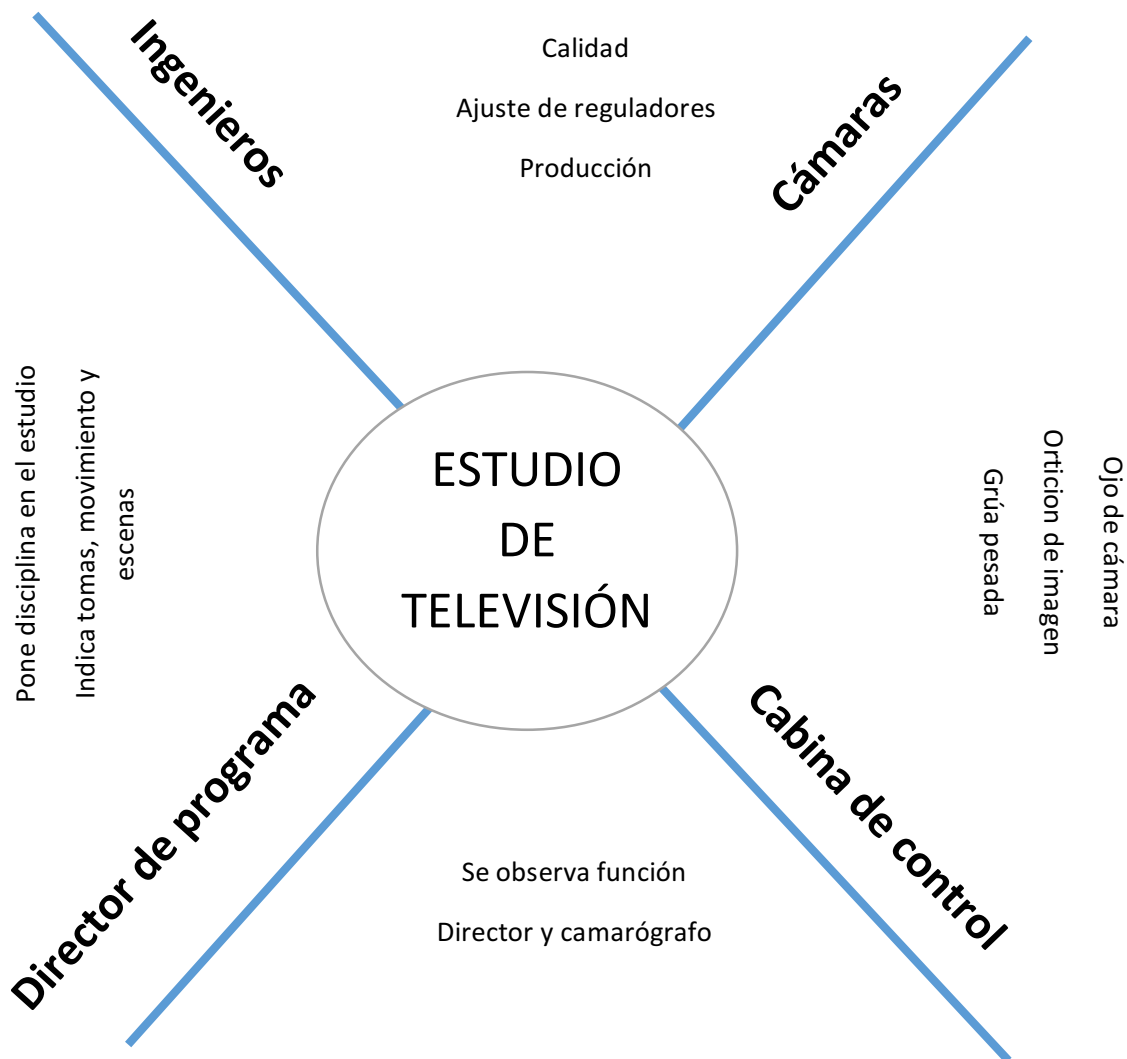 Ingenieros
Calidad
Ajuste de reguladores
Producción
Cámaras
Ojo de cámara
Orticion de imagen
Grúa pesada
ESTUDIO
DE
TELEVISIÓN
Pone disciplina en el estudio
Indica tomas, movimiento y
escenas
Director de programa
Se observa función
Director y camarógrafo
Cabina de control